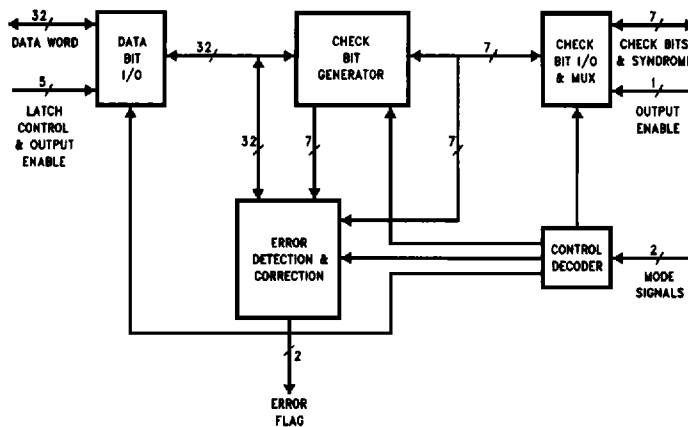 32
DATA WORD
5
LATCH
CONTROL
& OUTPUT
ENABLE
DATA
BIT
I/O
32
CHECK
BIT
GENERATOR
7
CHECK
BIT I/O
& MUX
7
CHECK BITS
& SYNDROME
1
OUTPUT
ENABLE
32
7
7
ERROR
DETECTION &
CORRECTION
CONTROL
DECODER
2
MODE
SIGNALS
2
ERROR
FLAG